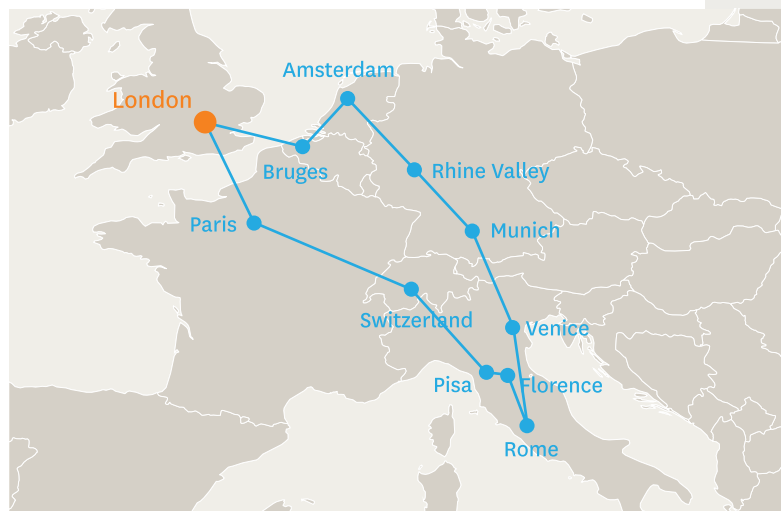 Amsterdam
London
Bruges
Rhine Valley
Paris
Munich
Switzerland
Venice
Pisa
Florence
Rome